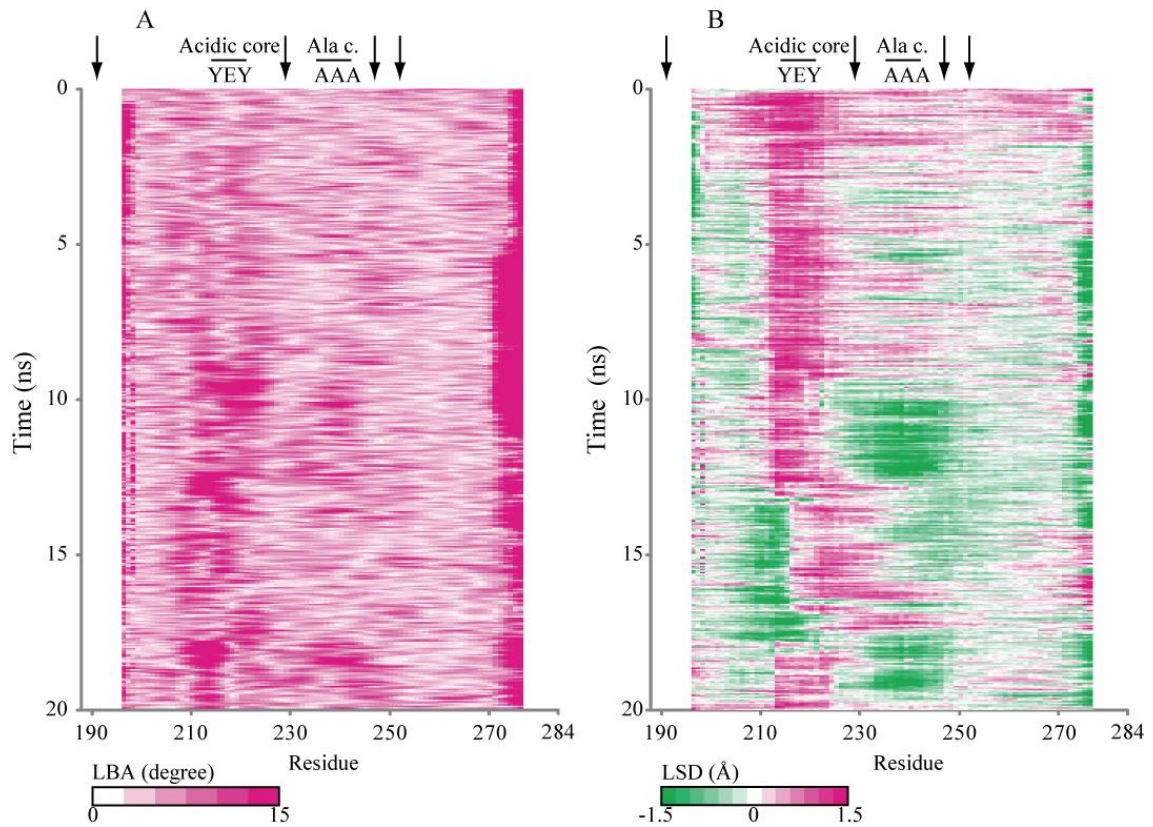 A
Acidic core
Ala c.
YEY
AAA
0
5
10
15
20
Time (ns)
190
210
230
250
270
284
Residue
LBA (degree)
0
15
B
Acidic core
Ala c.
YEY
AAA
0
5
10
15
20
Time (ns)
190
210
230
250
270
284
Residue
LSD (Å)
-1.5
0
1.5